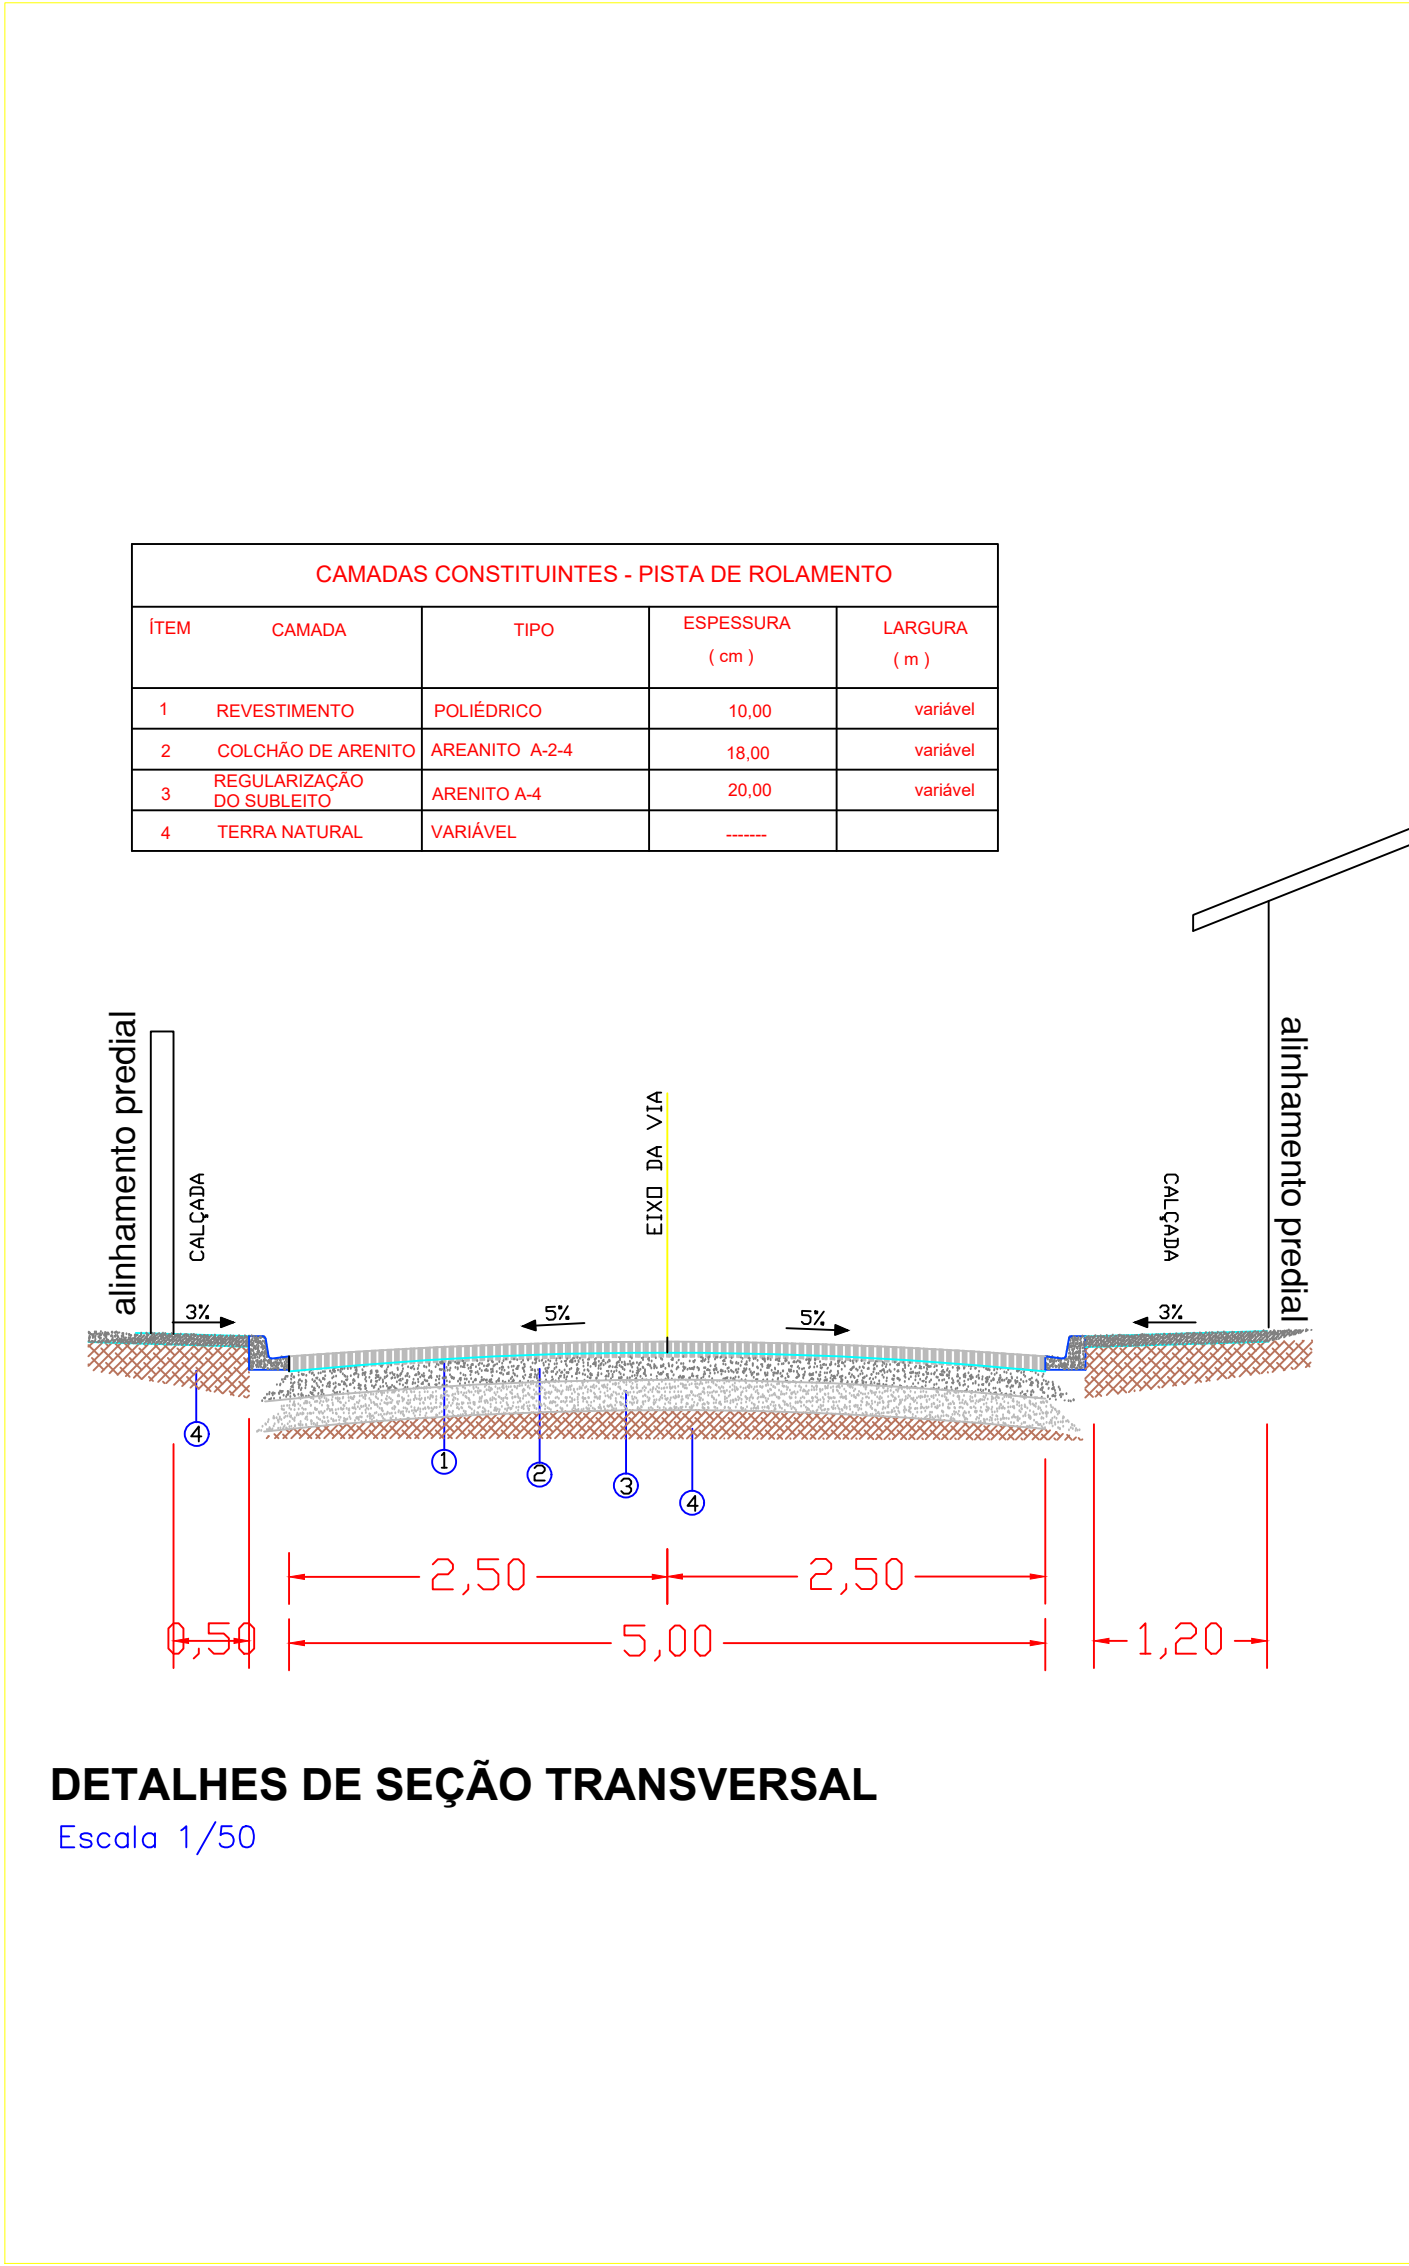 CAMADAS CONSTITUINTES - PISTA DE ROLAMENTO
ÍTEM CAMADA TIPO ESPESSURA ( cm ) LARGURA ( m )
1 REVESTIMENTO POLIÉDRICO 10,00 variável
2 COLCHÃO DE ARENITO AREANITO A-2-4 18,00 variável
3 REGULARIZAÇÃO DO SUBLEITO ARENITO A-4 20,00 variável
4 TERRA NATURAL VARIÁVEL -------
alinhamento predial
CALÇADA
EIXO DA VIA
CALÇADA
alinhamento predial
3%
5%
5%
3%
4
1
2
3
4
2,50
2,50
0,50
5,00
1,20
DETALHES DE SEÇÃO TRANSVERSAL
Escala 1/50